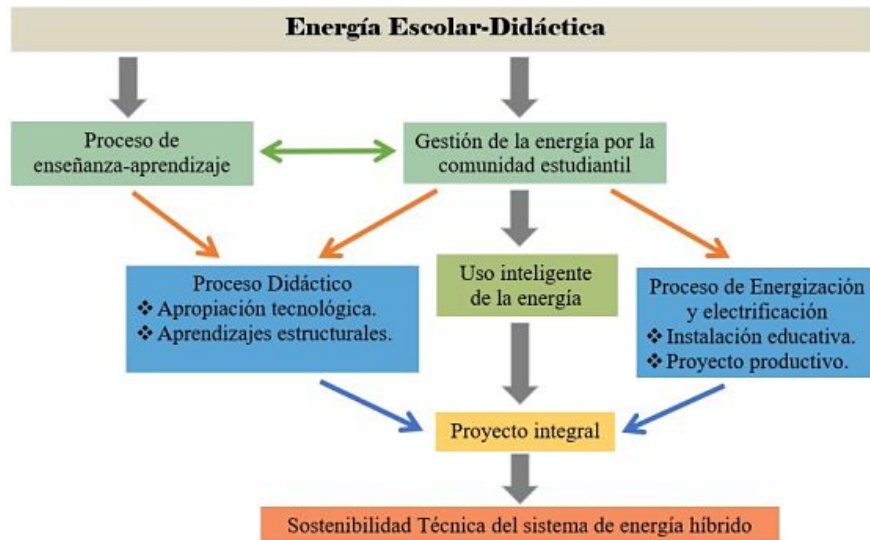 Energía Escolar-Didáctica
Proceso de
enseñanza-aprendizaje
Gestión de la energía por la
comunidad estudiantil
Proceso Didáctico
❖ Apropiación tecnológica.
❖ Aprendizajes estructurales.
Uso inteligente
de la energía
Proceso de Energización
y electrificación
❖ Instalación educativa.
❖ Proyecto productivo.
Proyecto integral
Sostenibilidad Técnica del sistema de energía híbrido